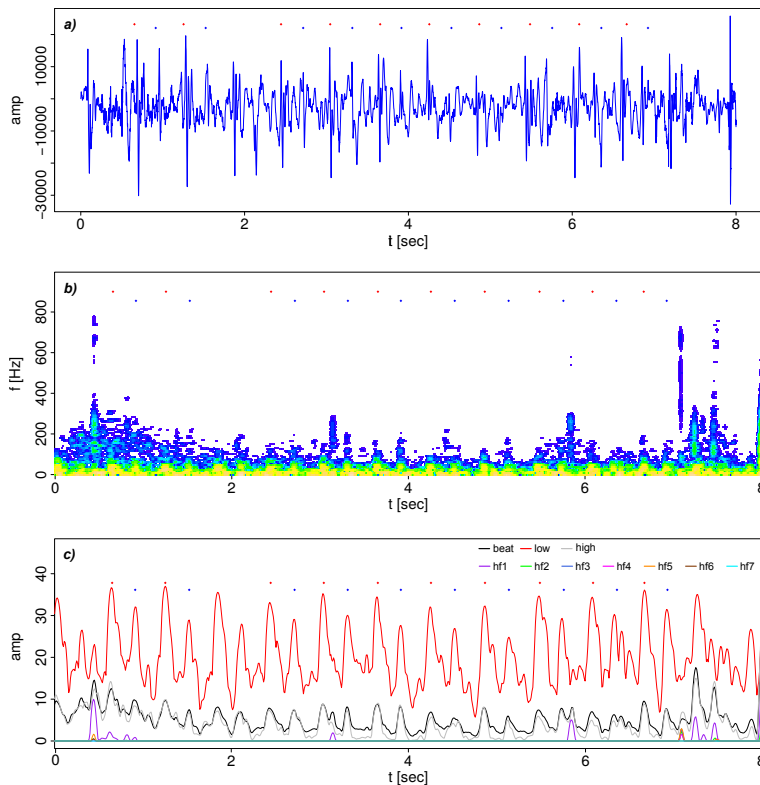 a)
10000
−10000
−30000
amp
0 2 4 6 8
t [sec]
b)
800
600
400
200
0
f [Hz]
0 2 4 6 8
t [sec]
c)
beat low high
hf1 hf2 hf3 hf4 hf5 hf6 hf7
40
30
20
10
0
amp
0 2 4 6 8
t [sec]